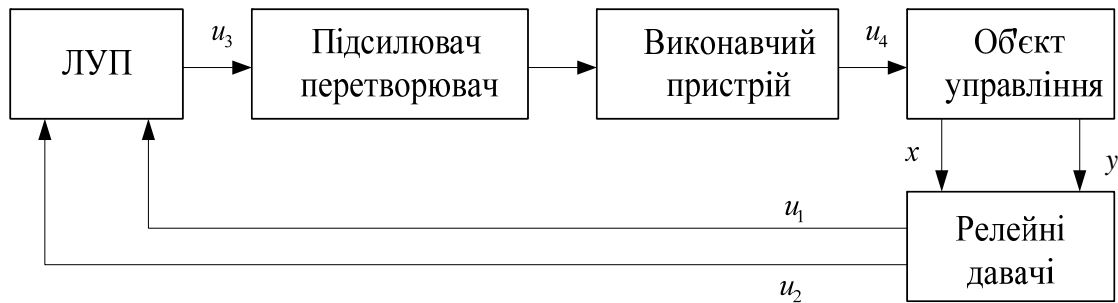 ЛУП
u3
Підсилювач
перетворювач
Виконавчий
пристрій
u4
Об'єкт
управління
x
y
u1
Релейні
давачі
u2